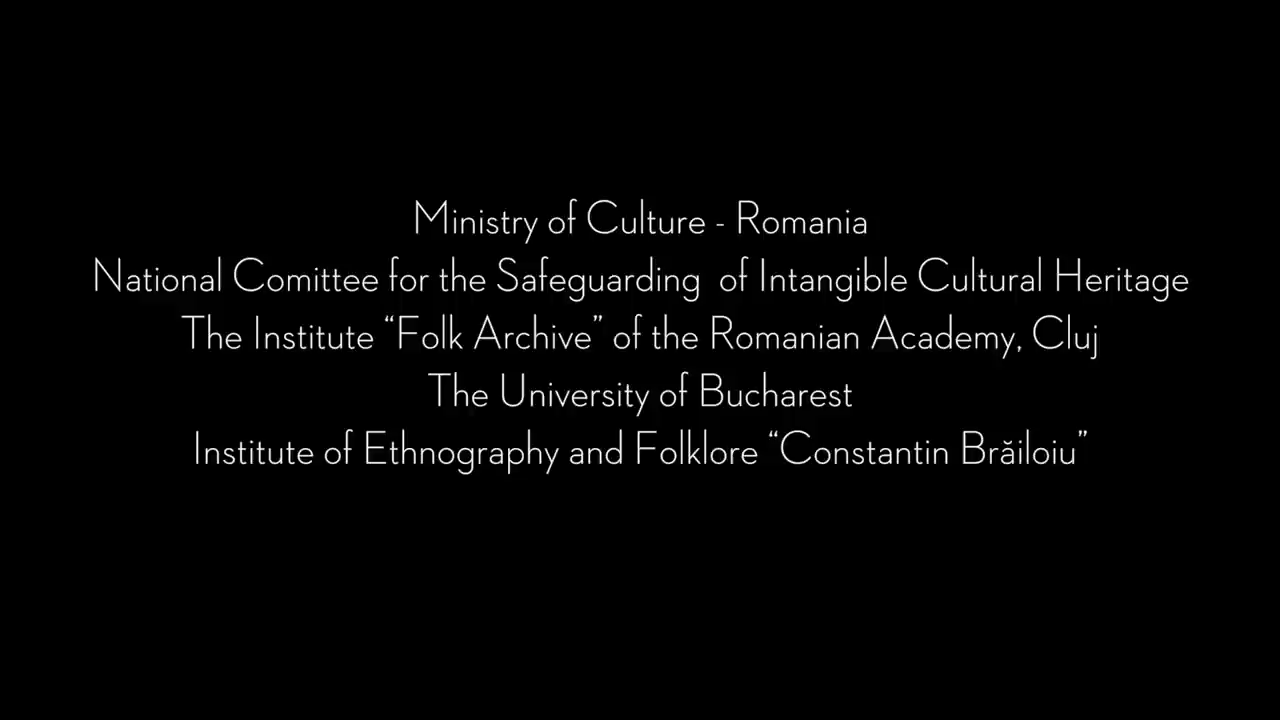 Ministry of Culture - Romania
National Comittee for the Safeguarding  of Intangible Cultural Heritage
The Institute “Folk Archive” of the Romanian Academy, Cluj
The University of Bucharest
Institute of Ethnography and Folklore “Constantin Brăiloiu”